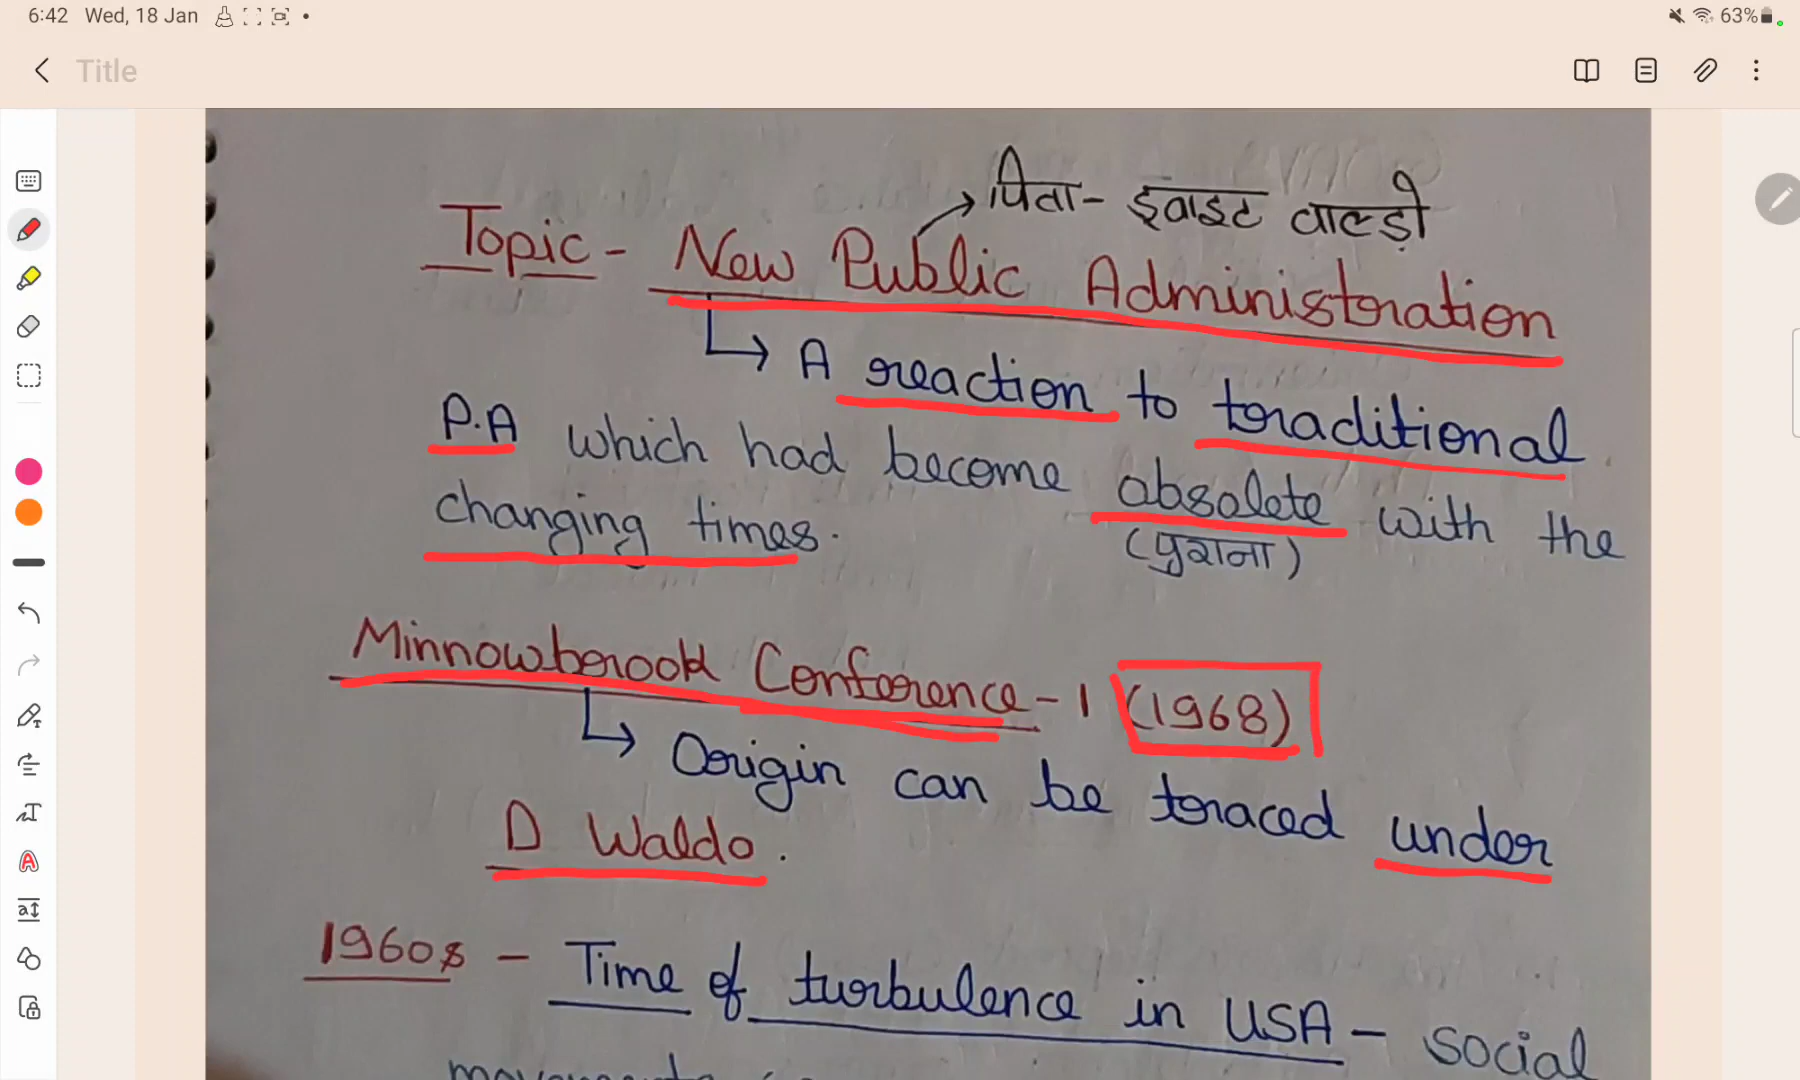 6:42 Wed, 18 Jan
63%
Title
पिता- ड्वाइट वाल्डो
Topic- New Public Administration
A reaction to traditional
P.A which had become absolete with the
(पुराना)
changing times.
Minnowbrook Conference-1 (1968)
Origin can be traced under
D Waldo.
1960s - Time of turbulence in USA - social
movements